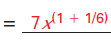 = 7x(1 + 1/6)